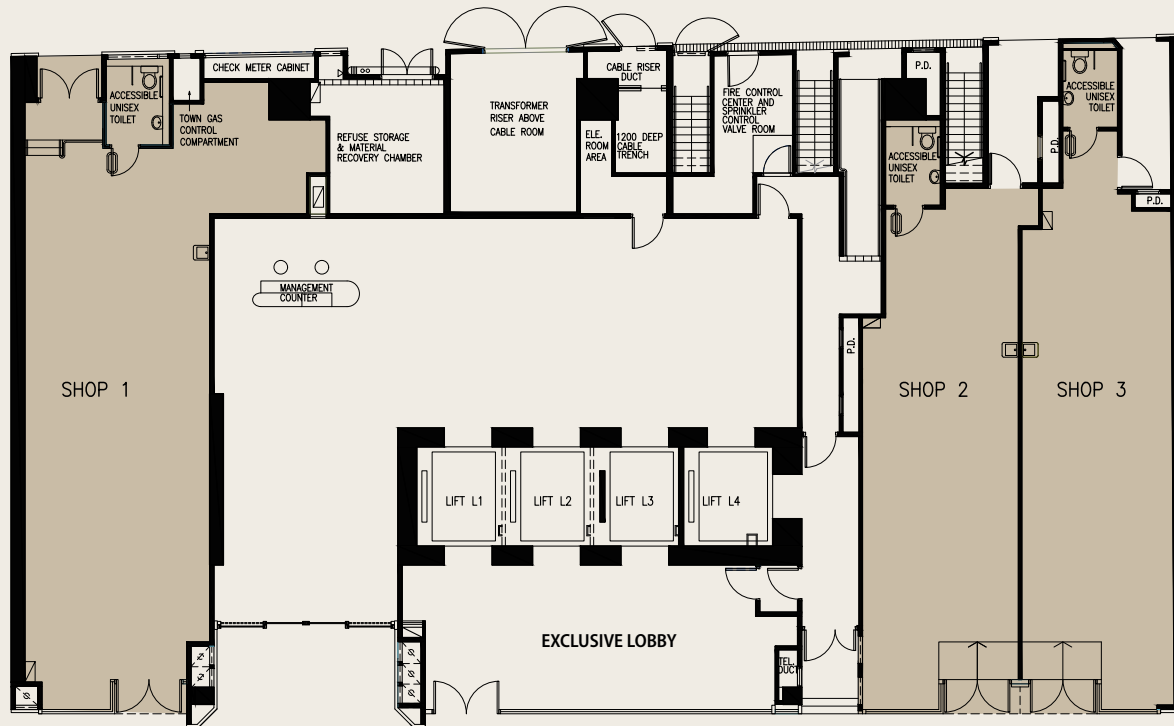 CHECK METER CABINET
ACCESSIBLE
UNISEX
TOILET
TOWN GAS
CONTROL
COMPARTMENT
REFUSE STORAGE
& MATERIAL
RECOVERY CHAMBER
TRANSFORMER
RISER ABOVE
CABLE ROOM
CABLE RISER
DUCT
ELE.
ROOM
AREA
1200 DEEP
CABLE
TRENCH
FIRE CONTROL
CENTER AND
SPRINKLER
CONTROL
VALVE ROOM
P.D.
ACCESSIBLE
UNISEX
TOILET
P.D.
ACCESSIBLE
UNISEX
TOILET
P.D.
MANAGEMENT
COUNTER
P.D.
SHOP 1
SHOP 2
SHOP 3
LIFT L1
LIFT L2
LIFT L3
LIFT L4
EXCLUSIVE LOBBY
TEL.
DUCT